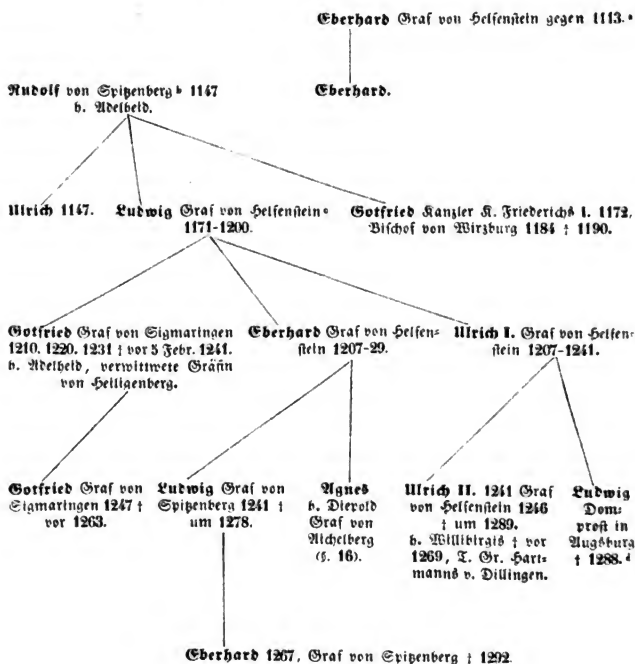 Eberhard Graf von Helfenstein gegen 1113. a
Rudolf von Spitzenberg b 1147
h. Adelheid.
Eberhard.
Ulrich 1147.
Ludwig Graf von Helfenstein c
1171-1200.
Gotfried Kanzler K. Friederichs I. 1172,
Bischof von Wirzburg 1184 † 1190.
Gotfried Graf von Sigmaringen
1210. 1220. 1231 † vor 5 Febr. 1241.
h. Adelheid, verwittwete Gräfin
von Heiligenberg.
Eberhard Graf von Helfen=
stein 1207-29.
Ulrich I. Graf von Helfen=
stein 1207-1241.
Gotfried Graf von
Sigmaringen 1247 †
vor 1263.
Ludwig Graf von
Spitzenberg 1241 †
um 1278.
Agnes
h. Diepold
Graf von
Aichelberg
(s. 16).
Ulrich II. 1241 Graf
von Helfenstein 1246
† um 1289.
h. Willibirgis † vor
1269, T. Gr. Hart=
manns v. Dillingen.
Ludwig
Dom=
prost in
Augsburg
† 1288. d
Eberhard 1267, Graf von Spitzenberg † 1292.